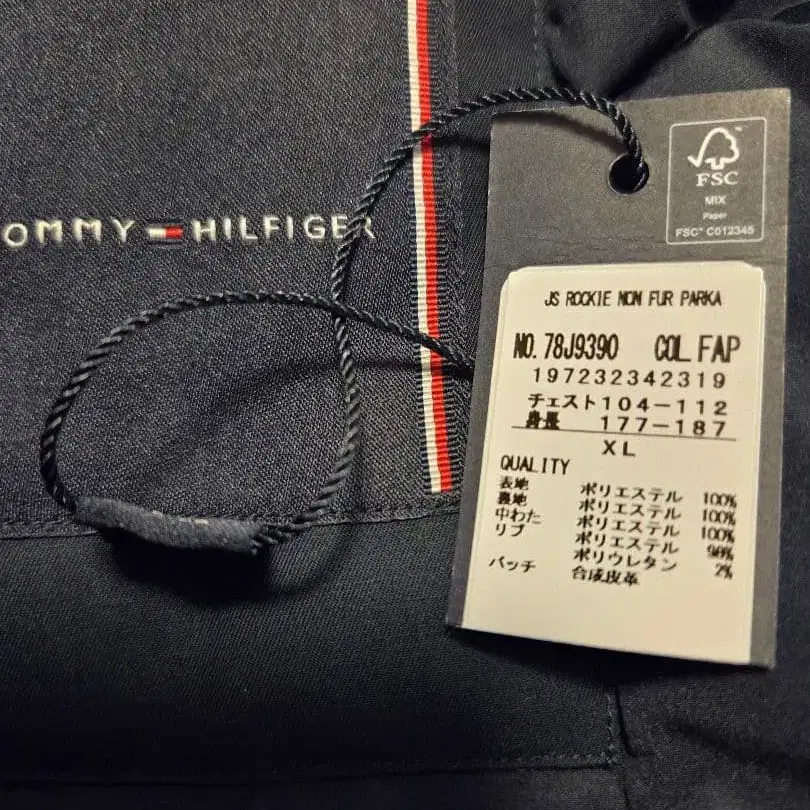 OMMY HILFIGER
FSC
MIX
Paper
FSC™ C012345
JS ROCKIE NON FUR PARKA
NO. 78J9390 COL FAP
197232342319
チェスト104-112
身長 177-187
XL
QUALITY
表地 ポリエステル 100%
裏地 ポリエステル 100%
中わた ポリエステル 100%
リブ ポリエステル 98%
ポリウレタン 2%
パッチ 合成皮革